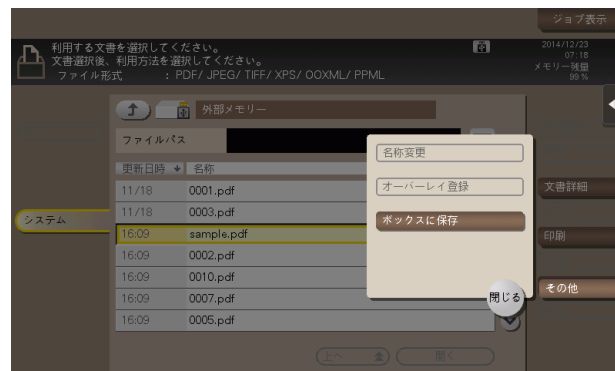 ジョブ表示
利用する文書を選択してください。
文書選択後、利用方法を選択してください。
ファイル形式 : PDF/ JPEG/ TIFF/ XPS/ OOXML/ PPML
2014/12/23
07:18
メモリー残量
99 %
外部メモリー
ファイルパス
更新日時 名称
11/18 0001.pdf
11/18 0003.pdf
16:09 sample.pdf
16:09 0002.pdf
16:09 0010.pdf
16:09 0007.pdf
16:09 0005.pdf
システム
名称変更
オーバーレイ登録
ボックスに保存
閉じる
文書詳細
印刷
その他
上へ
開く